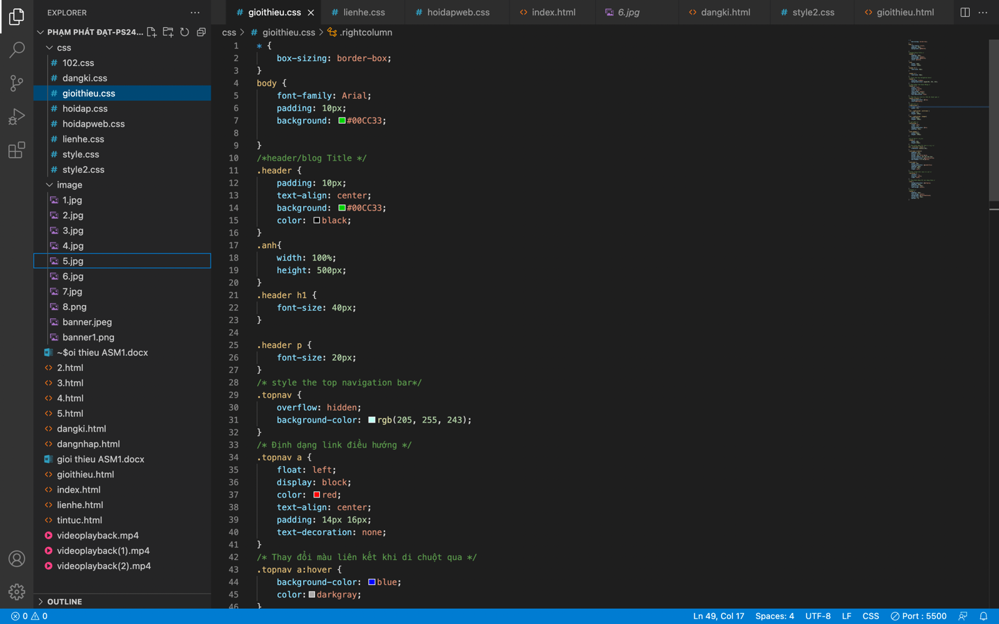 EXPLORER
PHẠM PHÁT ĐẠT-PS24...
css
102.css
dangki.css
gioithieu.css
hoidap.css
hoidapweb.css
lienhe.css
style.css
style2.css
image
1.jpg
2.jpg
3.jpg
4.jpg
5.jpg
6.jpg
7.jpg
8.png
banner.jpeg
banner1.png
~$oi thieu ASM1.docx
2.html
3.html
4.html
5.html
dangki.html
dangnhap.html
gioi thieu ASM1.docx
gioithieu.html
index.html
lienhe.html
tintuc.html
videoplayback.mp4
videoplayback(1).mp4
videoplayback(2).mp4
OUTLINE
# gioithieu.css # lienhe.css # hoidapweb.css <> index.html 6.jpg <> dangki.html # style2.css <> gioithieu.html
css > # gioithieu.css > .rightcolumn
1 * {
2 box-sizing: border-box;
3 }
4 body {
5 font-family: Arial;
6 padding: 10px;
7 background: #00CC33;
8
9 }
10 /*header/blog Title */
11 .header {
12 padding: 10px;
13 text-align: center;
14 background: #00CC33;
15 color: black;
16 }
17 .anh{
18 width: 100%;
19 height: 500px;
20 }
21 .header h1 {
22 font-size: 40px;
23 }
24
25 .header p {
26 font-size: 20px;
27 }
28 /* style the top navigation bar*/
29 .topnav {
30 overflow: hidden;
31 background-color: rgb(205, 255, 243);
32 }
33 /* Định dạng link điều hướng */
34 .topnav a {
35 float: left;
36 display: block;
37 color: red;
38 text-align: center;
39 padding: 14px 16px;
40 text-decoration: none;
41 }
42 /* Thay đổi màu liên kết khi di chuột qua */
43 .topnav a:hover {
44 background-color: blue;
45 color: darkgray;
46 }
0 0 Ln 49, Col 17 Spaces: 4 UTF-8 LF CSS Port : 5500